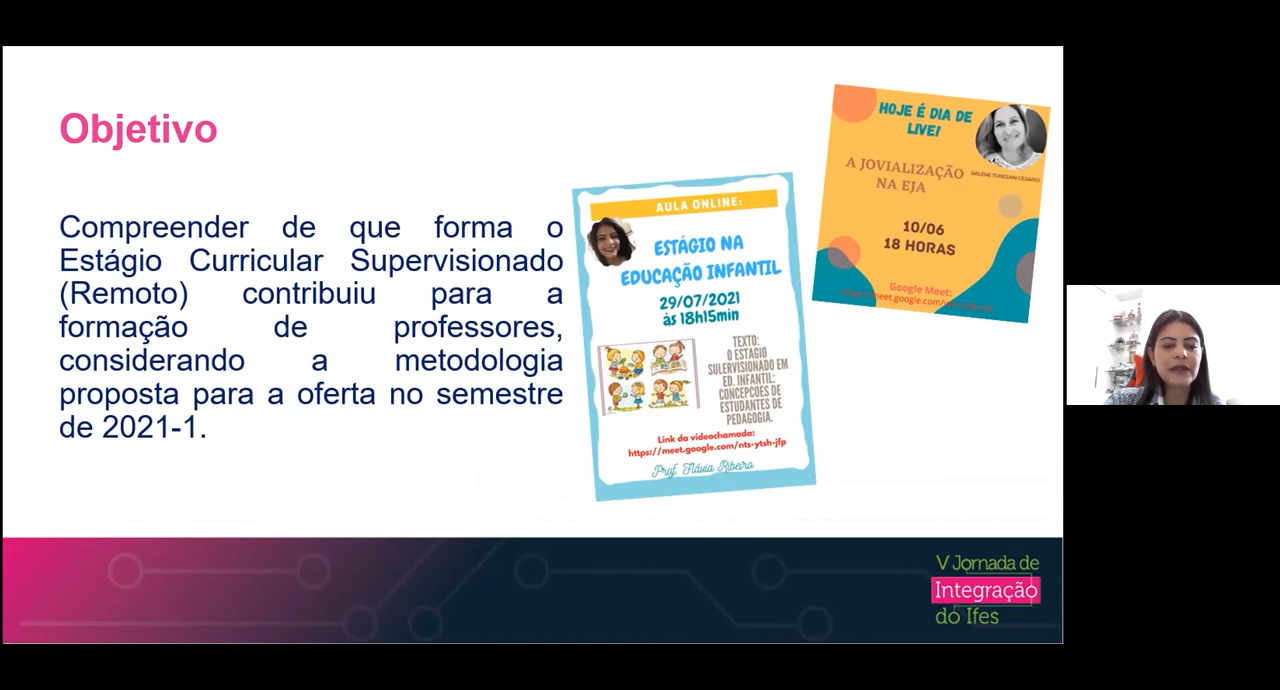 Objetivo
Compreender de que forma o
Estágio Curricular Supervisionado
(Remoto) contribuiu para a
formação de professores,
considerando a metodologia
proposta para a oferta no semestre
de 2021-1.
AULA ONLINE:
ESTÁGIO NA
EDUCAÇÃO INFANTIL
29/07/2021
às 18h15min
TEXTO:
O ESTAGIO
SULERVISIONADO EM
ED. INFANTIL:
CONCEPCOES DE
ESTUDANTES DE
PEDAGOGIA.
Link da videochamada:
https://meet.google.com/nts-ytsh-jfp
Prof. Flávia Ribeiro
HOJE É DIA DE
LIVE!
A JOVIALIZAÇÃO
NA EJA
10/06
18 HORAS
Google Meet:
V Jornada de
Integração
do Ifes